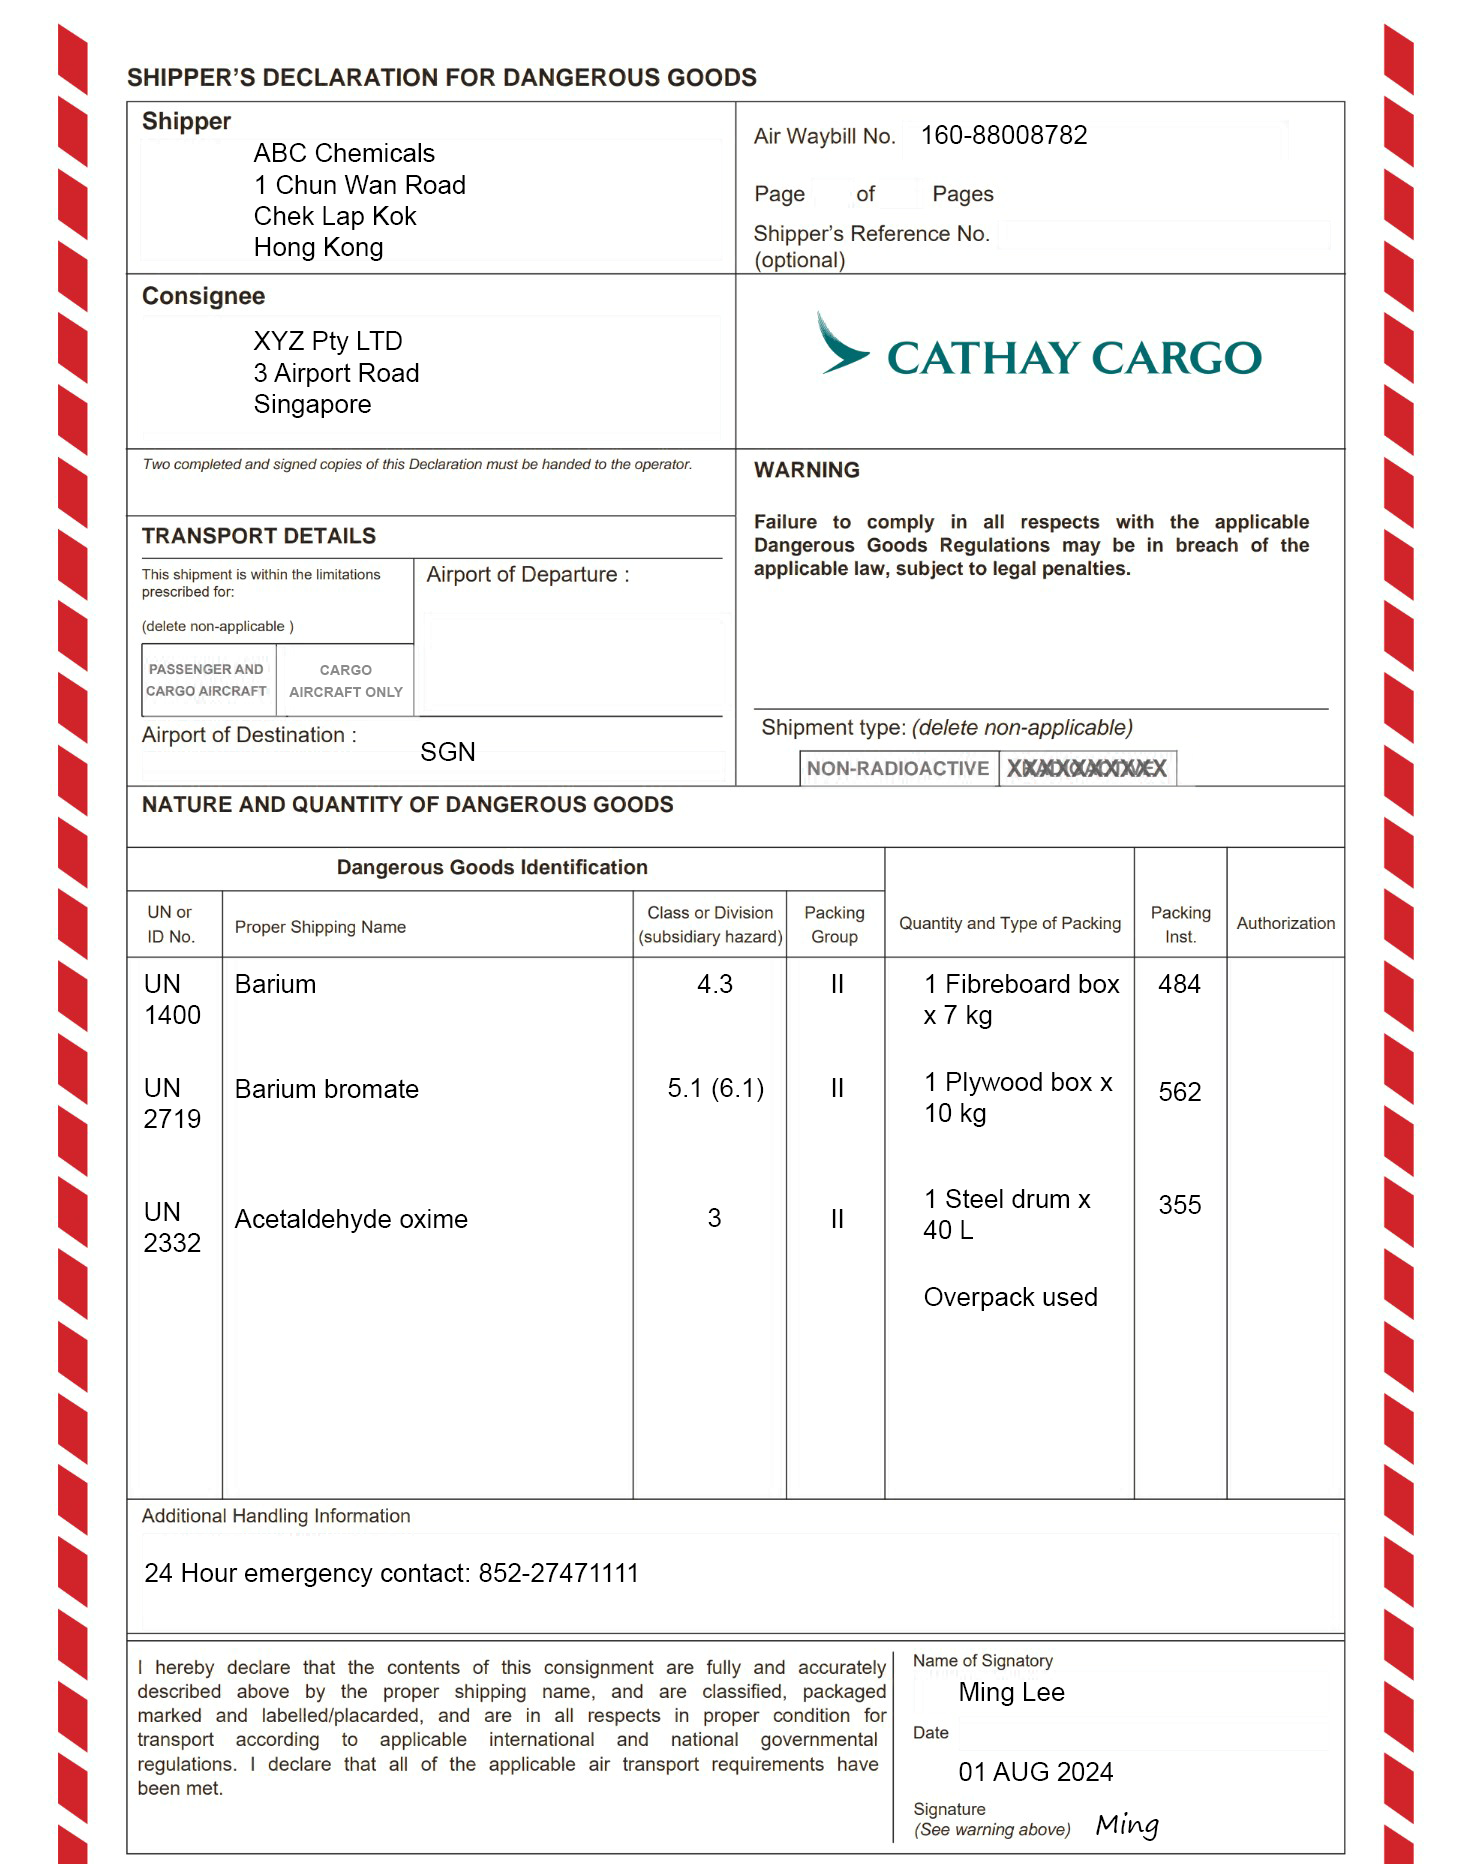 SHIPPER'S DECLARATION FOR DANGEROUS GOODS
Shipper
ABC Chemicals
1 Chun Wan Road
Chek Lap Kok
Hong Kong
Air Waybill No. 160-88008782
Page of Pages
Shipper's Reference No.
(optional)
Consignee
XYZ Pty LTD
3 Airport Road
Singapore
CATHAY CARGO
Two completed and signed copies of this Declaration must be handed to the operator.
TRANSPORT DETAILS
This shipment is within the limitations
prescribed for:
(delete non-applicable )
PASSENGER AND
CARGO AIRCRAFT
CARGO
AIRCRAFT ONLY
Airport of Departure :
Airport of Destination :
SGN
WARNING
Failure to comply in all respects with the applicable
Dangerous Goods Regulations may be in breach of the
applicable law, subject to legal penalties.
Shipment type: (delete non-applicable)
NON-RADIOACTIVE XXXXXXXXXX
NATURE AND QUANTITY OF DANGEROUS GOODS
Dangerous Goods Identification
UN or
ID No.
Proper Shipping Name
Class or Division
(subsidiary hazard)
Packing
Group
Quantity and Type of Packing
Packing
Inst.
Authorization
UN
1400
Barium
4.3
II
1 Fibreboard box
x 7 kg
484
UN
2719
Barium bromate
5.1 (6.1)
II
1 Plywood box x
10 kg
562
UN
2332
Acetaldehyde oxime
3
II
1 Steel drum x
40 L
355
Overpack used
Additional Handling Information
24 Hour emergency contact: 852-27471111
I hereby declare that the contents of this consignment are fully and accurately
described above by the proper shipping name, and are classified, packaged
marked and labelled/placarded, and are in all respects in proper condition for
transport according to applicable international and national governmental
regulations. I declare that all of the applicable air transport requirements have
been met.
Name of Signatory
Ming Lee
Date
01 AUG 2024
Signature
(See warning above) Ming